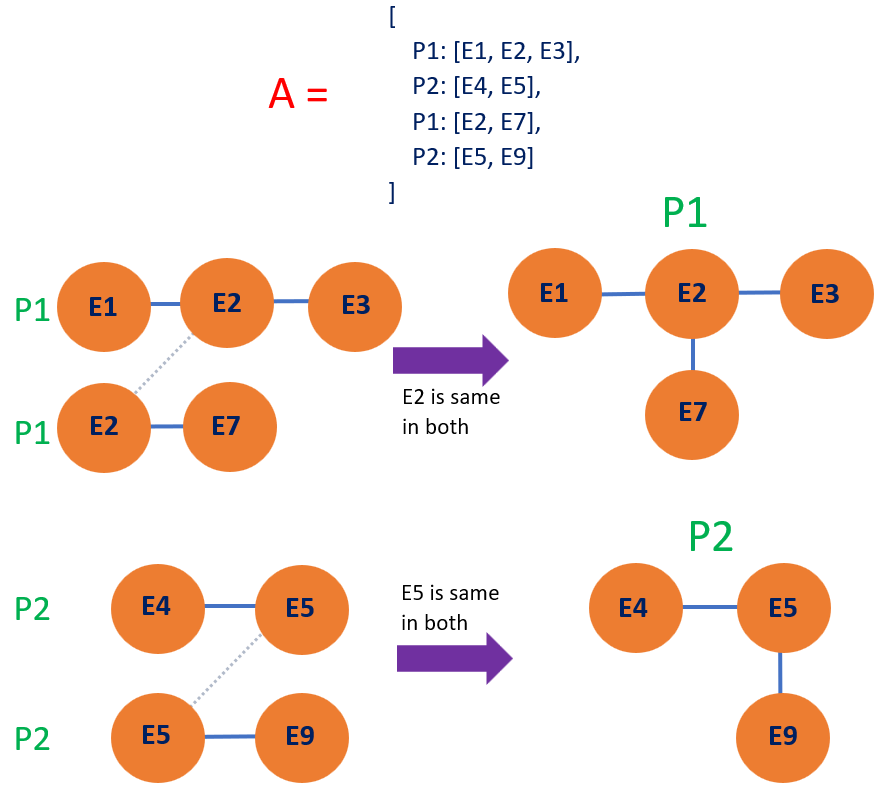 [
A =
P1: [E1, E2, E3],
P2: [E4, E5],
P1: [E2, E7],
P2: [E5, E9]
]
P1
P1
E1
E2
E3
E1
E2
E3
E2 is same
in both
P1
E2
E7
E7
P2
P2
E4
E5
E5 is same
in both
E4
E5
P2
E5
E9
E9